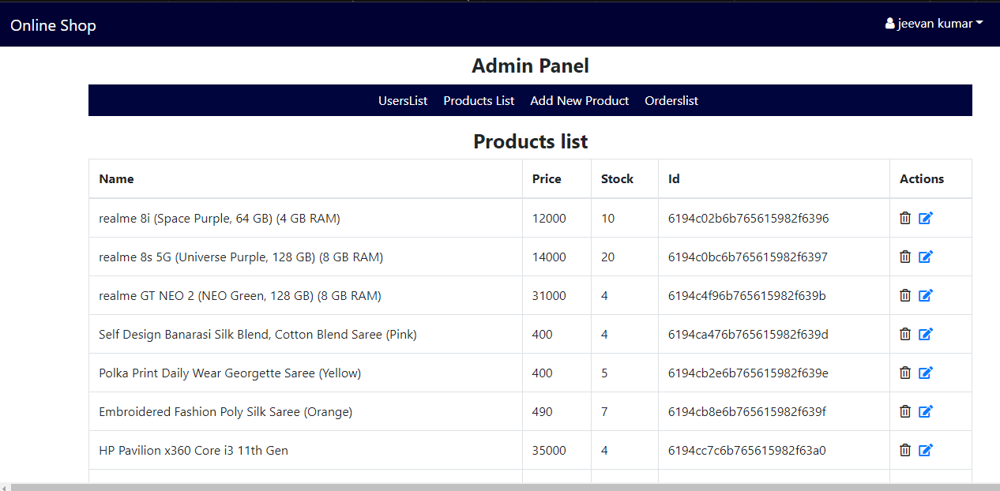 Online Shop
jeevan kumar
Admin Panel
UsersList Products List Add New Product Orderslist
Products list
Name Price Stock Id Actions
realme 8i (Space Purple, 64 GB) (4 GB RAM) 12000 10 6194c02b6b765615982f6396
realme 8s 5G (Universe Purple, 128 GB) (8 GB RAM) 14000 20 6194c0bc6b765615982f6397
realme GT NEO 2 (NEO Green, 128 GB) (8 GB RAM) 31000 4 6194c4f96b765615982f639b
Self Design Banarasi Silk Blend, Cotton Blend Saree (Pink) 400 4 6194ca476b765615982f639d
Polka Print Daily Wear Georgette Saree (Yellow) 400 5 6194cb2e6b765615982f639e
Embroidered Fashion Poly Silk Saree (Orange) 490 7 6194cb8e6b765615982f639f
HP Pavilion x360 Core i3 11th Gen 35000 4 6194cc7c6b765615982f63a0